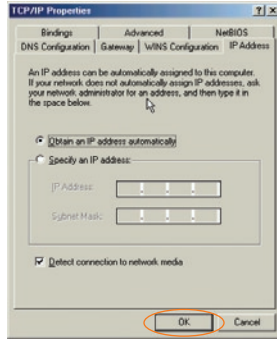 TCP/IP Properties
Bindings Advanced NetBIOS
DNS Configuration Gateway WINS Configuration IP Address
An IP address can be automatically assigned to this computer.
If your network does not automatically assign IP addresses, ask
your network administrator for an address, and then type it in
the space below.
Obtain an IP address automatically
Specify an IP address:
IP Address:
Subnet Mask:
Detect connection to network media
OK Cancel